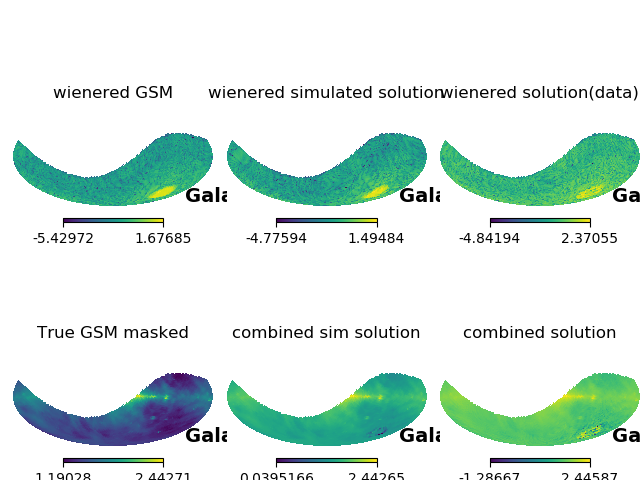 wienered GSM
wienered simulated solution
wienered solution(data)
Gala
Gala
Ga
-5.42972
1.67685
-4.77594
1.49484
-4.84194
2.37055
True GSM masked
combined sim solution
combined solution
Gala
Gala
Ga
1.19028
2.44271
0.0395166
2.44265
-1.28667
2.44587